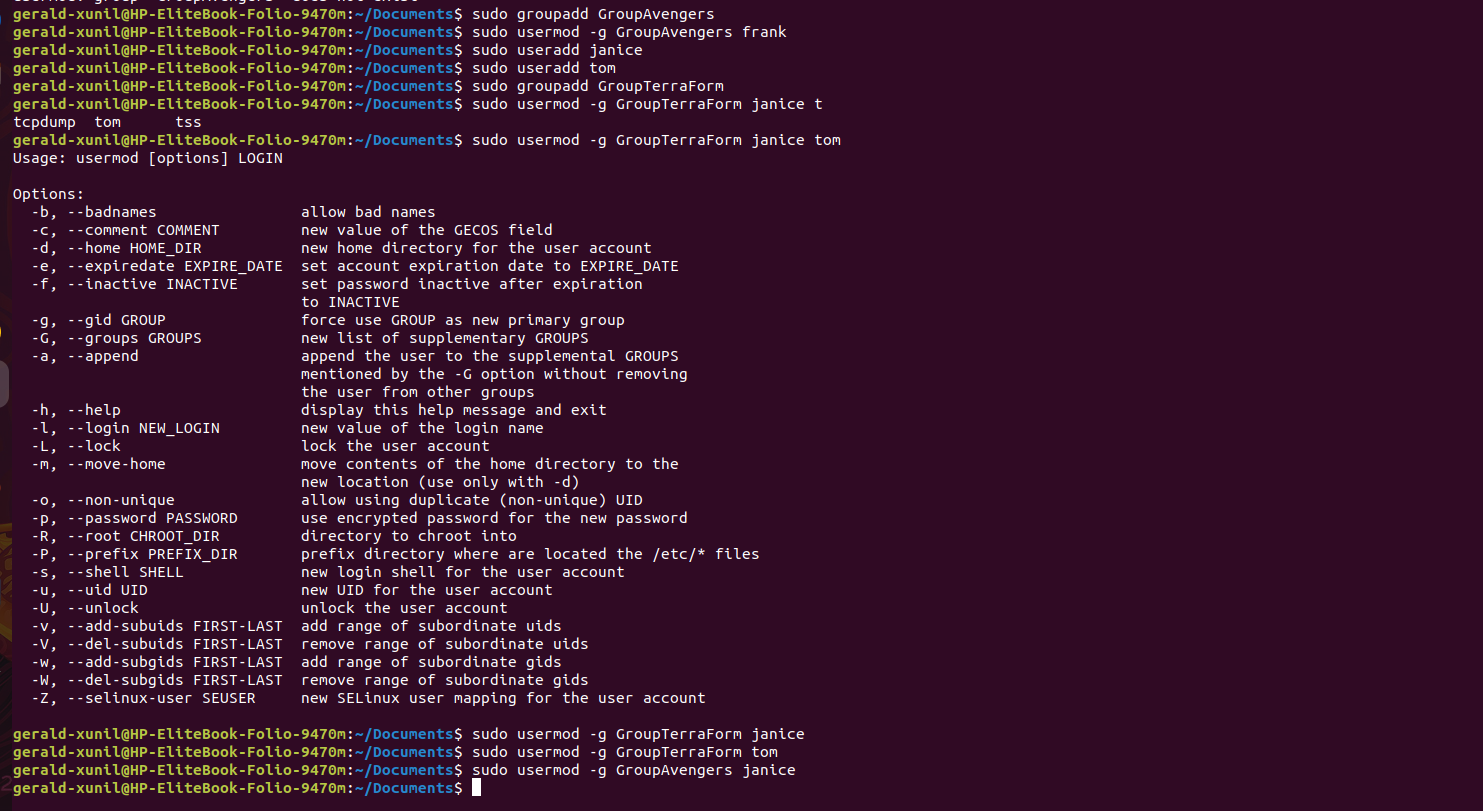 gerald-xunil@HP-EliteBook-Folio-9470m:~/Documents$ sudo groupadd GroupAvengers
gerald-xunil@HP-EliteBook-Folio-9470m:~/Documents$ sudo usermod -g GroupAvengers frank
gerald-xunil@HP-EliteBook-Folio-9470m:~/Documents$ sudo useradd janice
gerald-xunil@HP-EliteBook-Folio-9470m:~/Documents$ sudo useradd tom
gerald-xunil@HP-EliteBook-Folio-9470m:~/Documents$ sudo groupadd GroupTerraForm
gerald-xunil@HP-EliteBook-Folio-9470m:~/Documents$ sudo usermod -g GroupTerraForm janice t
tcpdump  tom      tss
gerald-xunil@HP-EliteBook-Folio-9470m:~/Documents$ sudo usermod -g GroupTerraForm janice tom
Usage: usermod [options] LOGIN

Options:
  -b, --badnames                allow bad names
  -c, --comment COMMENT         new value of the GECOS field
  -d, --home HOME_DIR           new home directory for the user account
  -e, --expiredate EXPIRE_DATE  set account expiration date to EXPIRE_DATE
  -f, --inactive INACTIVE       set password inactive after expiration
                                to INACTIVE
  -g, --gid GROUP               force use GROUP as new primary group
  -G, --groups GROUPS           new list of supplementary GROUPS
  -a, --append                  append the user to the supplemental GROUPS
                                mentioned by the -G option without removing
                                the user from other groups
  -h, --help                    display this help message and exit
  -l, --login NEW_LOGIN         new value of the login name
  -L, --lock                    lock the user account
  -m, --move-home               move contents of the home directory to the
                                new location (use only with -d)
  -o, --non-unique              allow using duplicate (non-unique) UID
  -p, --password PASSWORD       use encrypted password for the new password
  -R, --root CHROOT_DIR         directory to chroot into
  -P, --prefix PREFIX_DIR       prefix directory where are located the /etc/* files
  -s, --shell SHELL             new login shell for the user account
  -u, --uid UID                 new UID for the user account
  -U, --unlock                  unlock the user account
  -v, --add-subuids FIRST-LAST  add range of subordinate uids
  -V, --del-subuids FIRST-LAST  remove range of subordinate uids
  -w, --add-subgids FIRST-LAST  add range of subordinate gids
  -W, --del-subgids FIRST-LAST  remove range of subordinate gids
  -Z, --selinux-user SEUSER     new SELinux user mapping for the user account

gerald-xunil@HP-EliteBook-Folio-9470m:~/Documents$ sudo usermod -g GroupTerraForm janice
gerald-xunil@HP-EliteBook-Folio-9470m:~/Documents$ sudo usermod -g GroupTerraForm tom
gerald-xunil@HP-EliteBook-Folio-9470m:~/Documents$ sudo usermod -g GroupAvengers janice
gerald-xunil@HP-EliteBook-Folio-9470m:~/Documents$